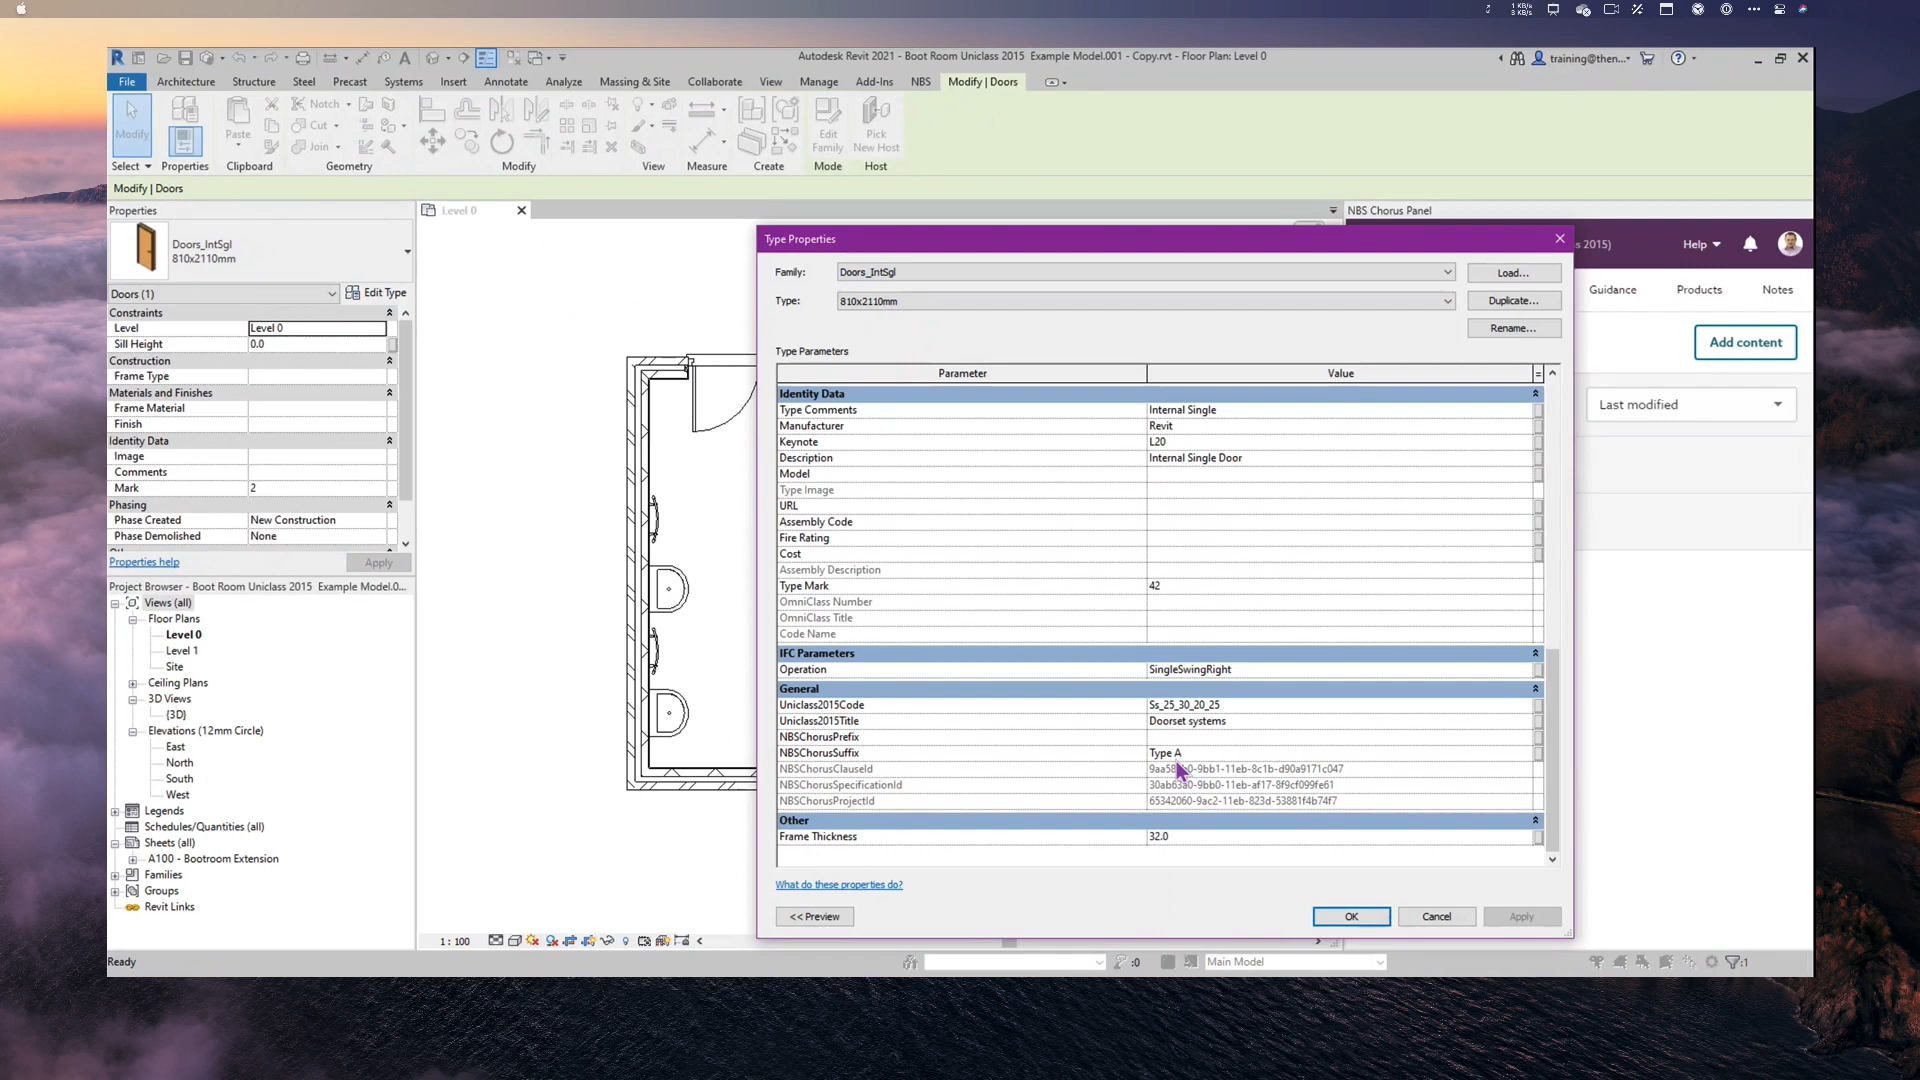 1 KB/s
3 KB/s
Autodesk Revit 2021 - Boot Room Uniclass 2015  Example Model.001 - Copy.rvt - Floor Plan: Level 0
training@then...
File Architecture Structure Steel Precast Systems Insert Annotate Analyze Massing & Site Collaborate View Manage Add-Ins NBS Modify | Doors
Modify
Paste
Notch
Cut
Join
Edit
Family
Pick
New Host
Select Properties Clipboard Geometry Modify View Measure Create Mode Host
Modify | Doors
Properties
Doors_IntSgl
810x2110mm
Doors (1) Edit Type
Constraints
Level Level 0
Sill Height 0.0
Construction
Frame Type
Materials and Finishes
Frame Material
Finish
Identity Data
Image
Comments
Mark 2
Phasing
Phase Created New Construction
Phase Demolished None
Properties help Apply
Project Browser - Boot Room Uniclass 2015  Example Model.0...
Views (all)
Floor Plans
Level 0
Level 1
Site
Ceiling Plans
3D Views
{3D}
Elevations (12mm Circle)
East
North
South
West
Legends
Schedules/Quantities (all)
Sheets (all)
A100 - Bootroom Extension
Families
Groups
Revit Links
Level 0
Type Properties
Family: Doors_IntSgl Load...
Type: 810x2110mm Duplicate...
Rename...
Type Parameters
Parameter Value =
Identity Data
Type Comments Internal Single
Manufacturer Revit
Keynote L20
Description Internal Single Door
Model
Type Image
URL
Assembly Code
Fire Rating
Cost
Assembly Description
Type Mark 42
OmniClass Number
OmniClass Title
Code Name
IFC Parameters
Operation SingleSwingRight
General
Uniclass2015Code Ss_25_30_20_25
Uniclass2015Title Doorset systems
NBSChorusPrefix
NBSChorusSuffix Type A
NBSChorusClauseId
NBSChorusSpecificationId 30ab63a0-9bb0-11eb-af17-8f9cf099fe61
NBSChorusProjectId 65342060-9ac2-11eb-823d-53881f4b74f7
Other
Frame Thickness 32.0
What do these properties do?
<< Preview OK Cancel Apply
NBS Chorus Panel
2015) Help
Guidance Products Notes
Add content
Last modified
1 : 100
Ready :0 Main Model :1